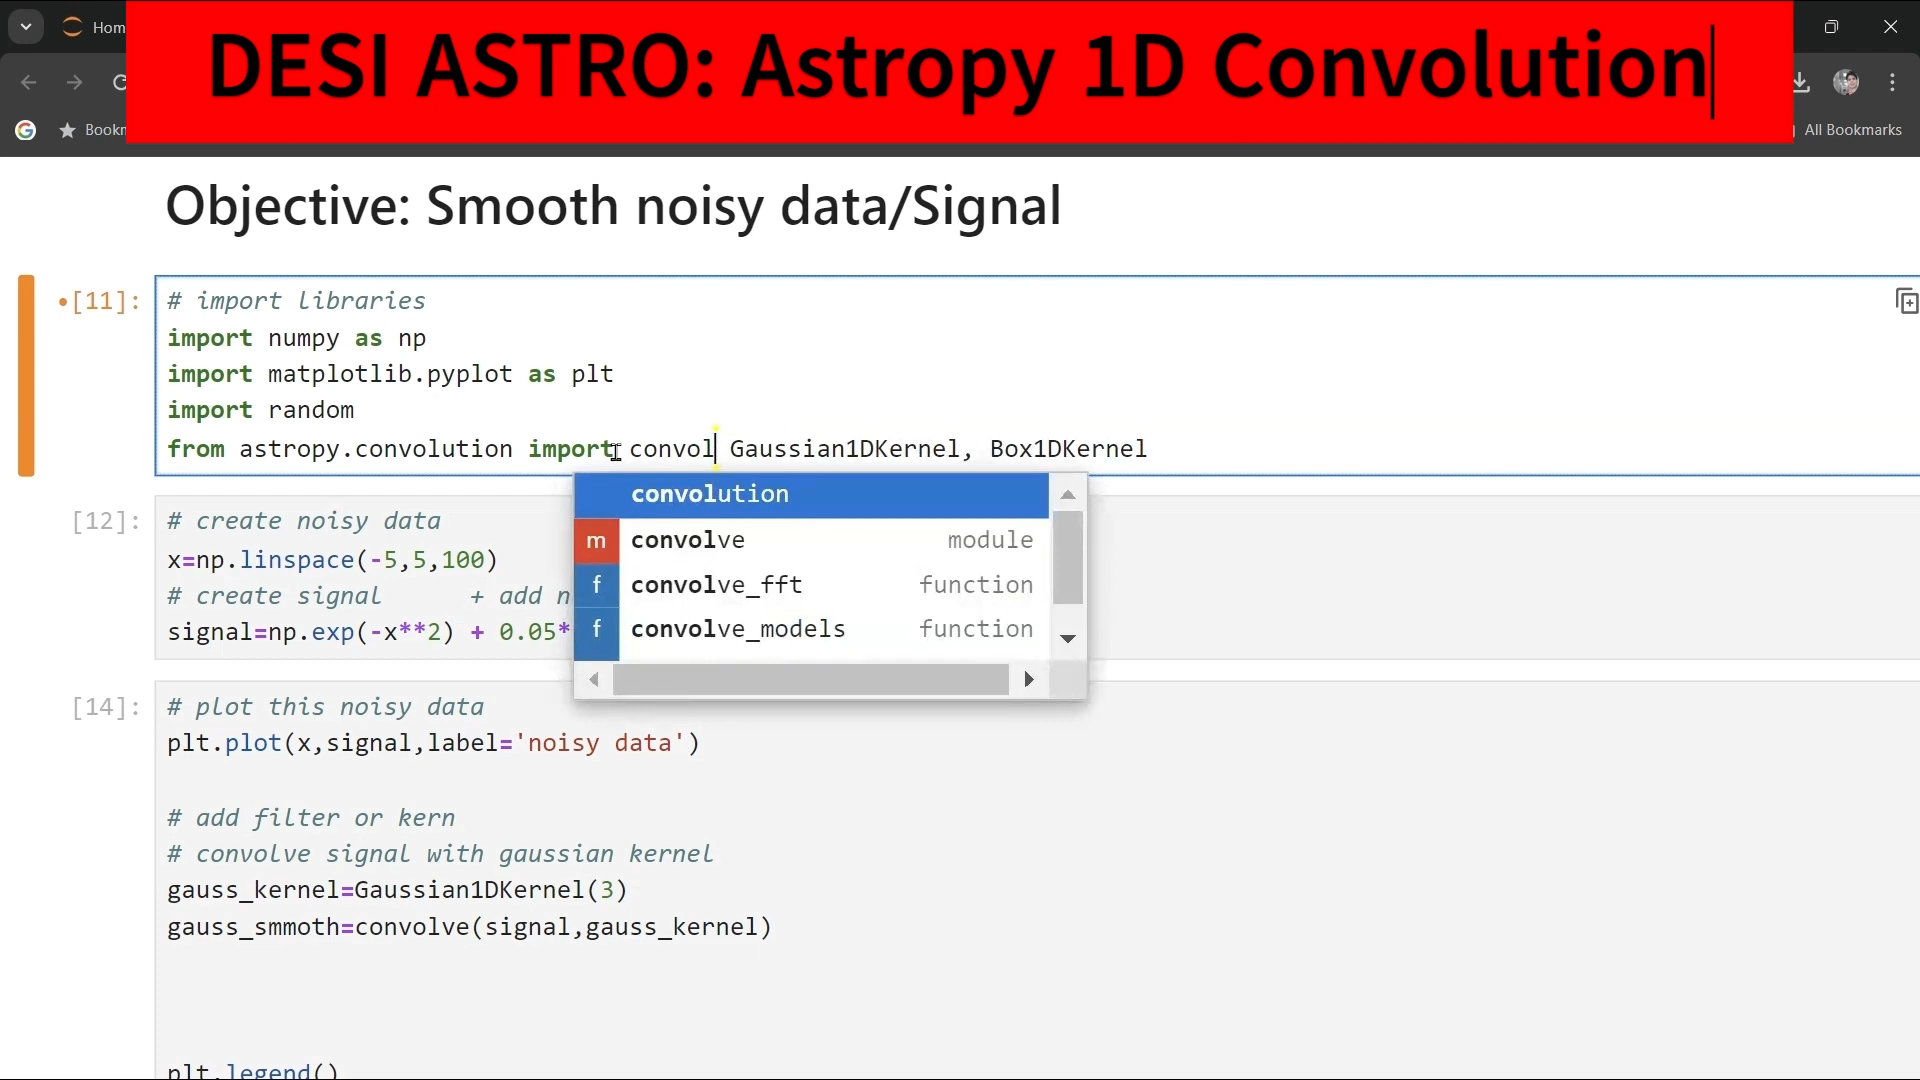 Hom
DESI ASTRO: Astropy 1D Convolution
Bookm
All Bookmarks
Objective: Smooth noisy data/Signal
•[11]:
# import libraries
import numpy as np
import matplotlib.pyplot as plt
import random
from astropy.convolution import convol Gaussian1DKernel, Box1DKernel
convolution
m convolve module
f convolve_fft function
f convolve_models function
[12]:
# create noisy data
x=np.linspace(-5,5,100)
# create signal      + add n
signal=np.exp(-x**2) + 0.05*
[14]:
# plot this noisy data
plt.plot(x,signal,label='noisy data')
# add filter or kern
# convolve signal with gaussian kernel
gauss_kernel=Gaussian1DKernel(3)
gauss_smmoth=convolve(signal,gauss_kernel)
plt.legend()